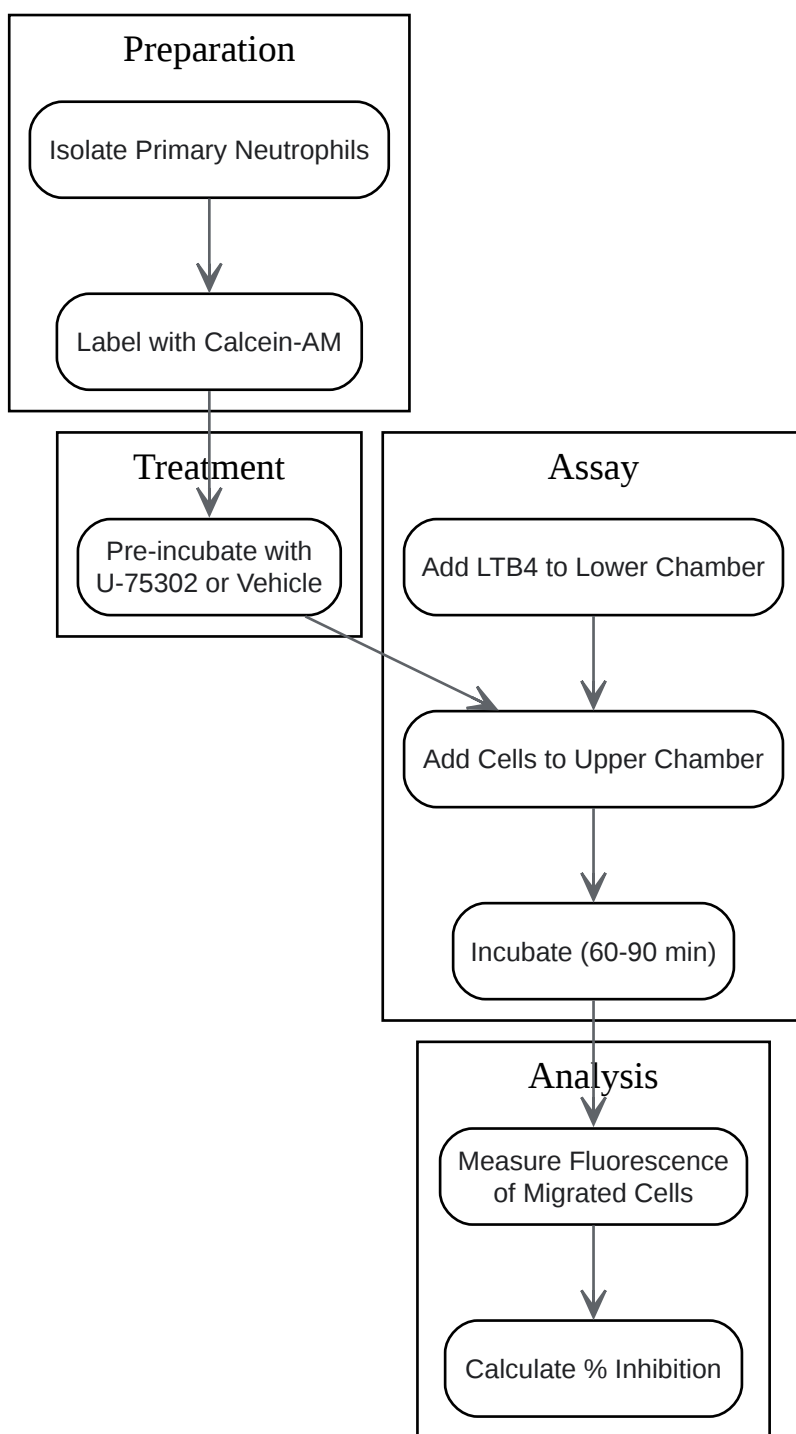 Preparation
Isolate Primary Neutrophils
Label with Calcein-AM
Treatment
Pre-incubate with
U-75302 or Vehicle
Assay
Add LTB4 to Lower Chamber
Add Cells to Upper Chamber
Incubate (60-90 min)
Analysis
Measure Fluorescence
of Migrated Cells
Calculate % Inhibition